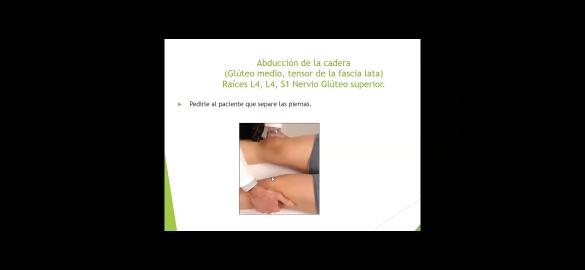 Abducción de la cadera
(Glúteo medio, tensor de la fascia lata)
Raíces L4, L4, S1 Nervio Glúteo superior.
Pedirle al paciente que separe las piernas.